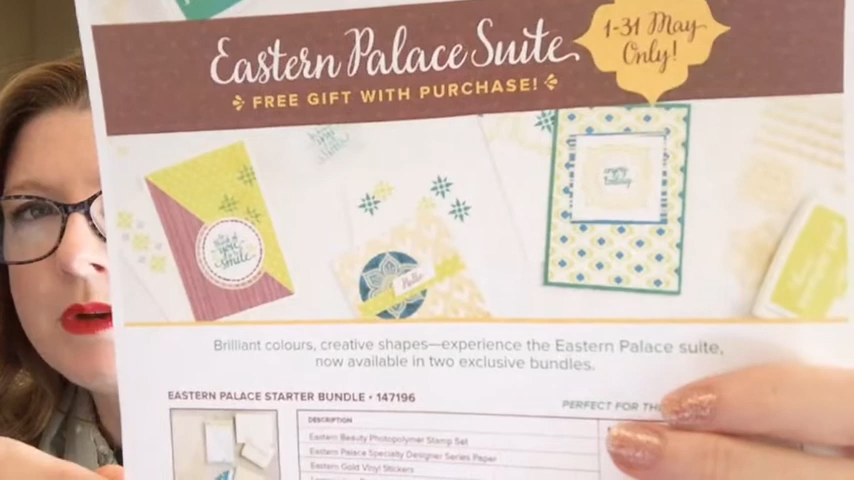 Eastern Palace Suite
FREE GIFT WITH PURCHASE!
1-31 May
Only!
you
smile
Hello
Brilliant colours, creative shapes—experience the Eastern Palace suite,
now available in two exclusive bundles.
EASTERN PALACE STARTER BUNDLE • 147196
PERFECT FOR TH
DESCRIPTION
Eastern Beauty Photopolymer Stamp Set
Eastern Palace Specialty Designer Series Paper
Eastern Gold Vinyl Stickers